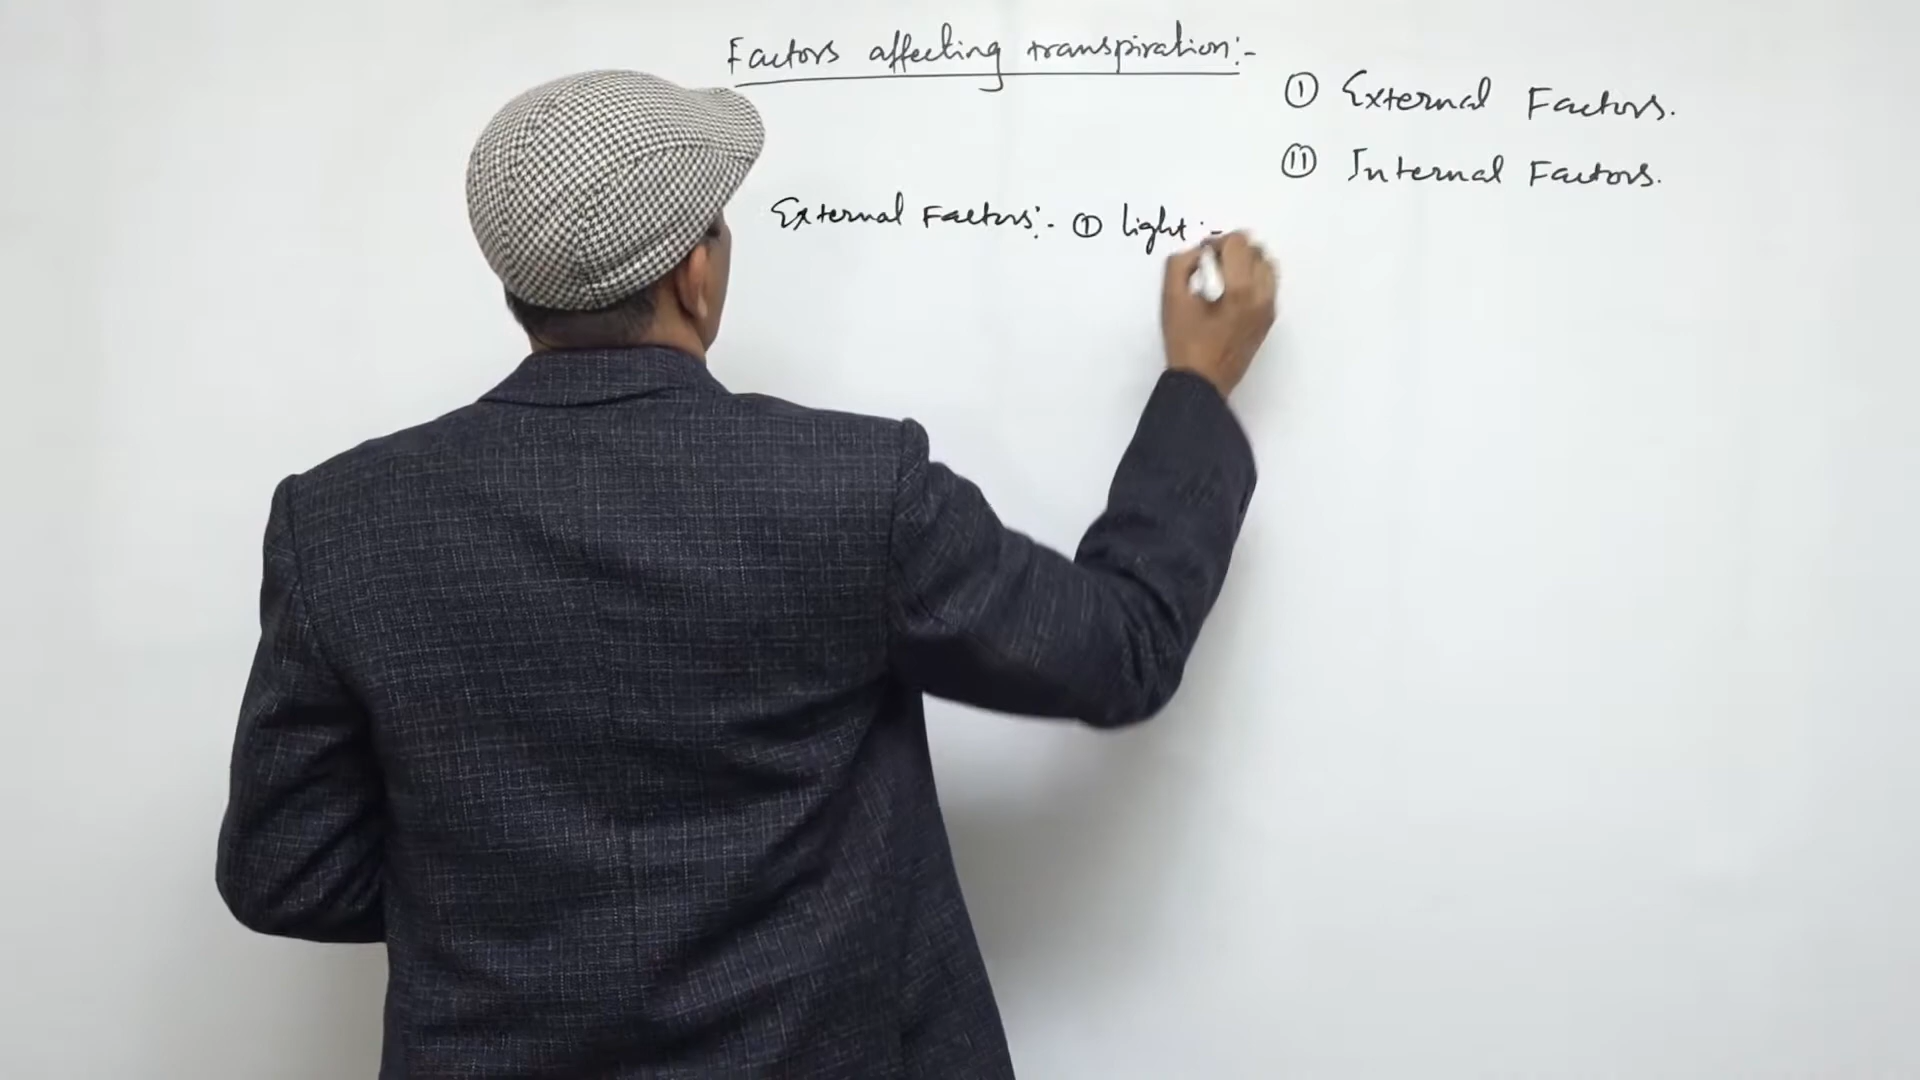 Factors affecting transpiration:-
① External Factors.
⑪ Internal Factors.
External Factors:- ① light :-